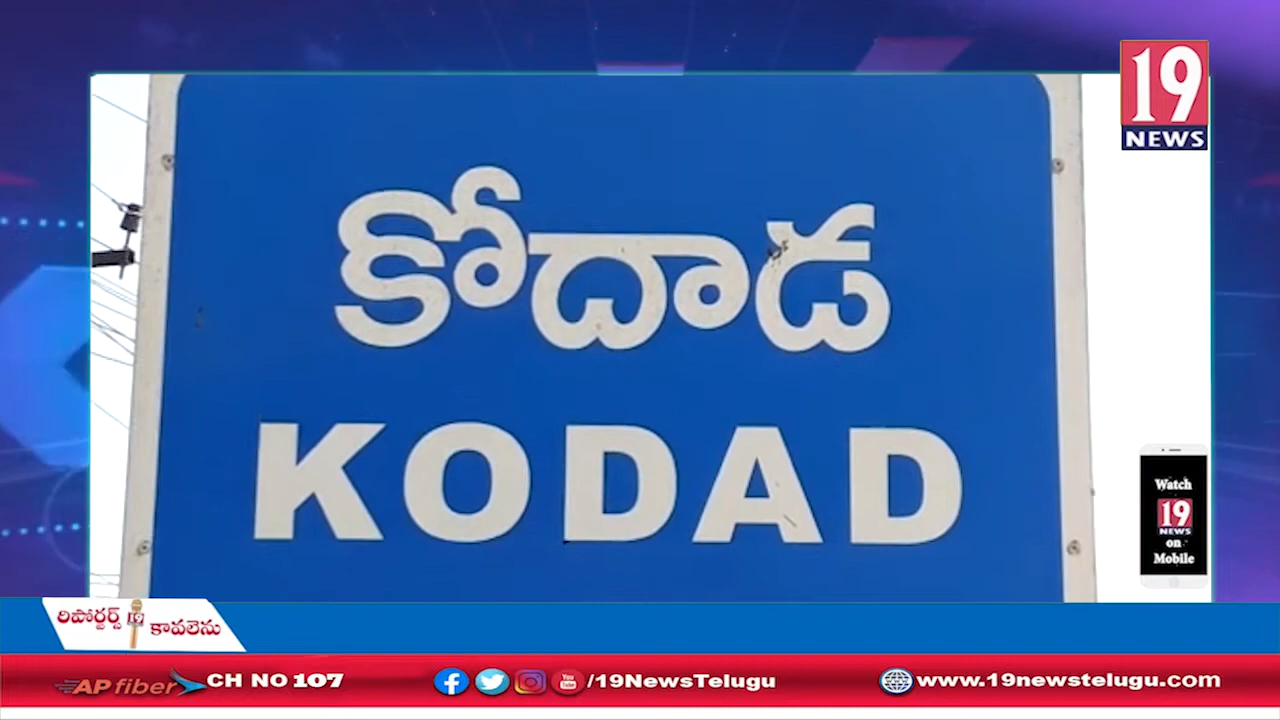 19
NEWS
కోదాడ
KODAD
Watch
19
NEWS
on
Mobile
రిపోర్టర్స్ 19 కావలెను
AP fiber CH NO 107
/19NewsTelugu
www.19newstelugu.com